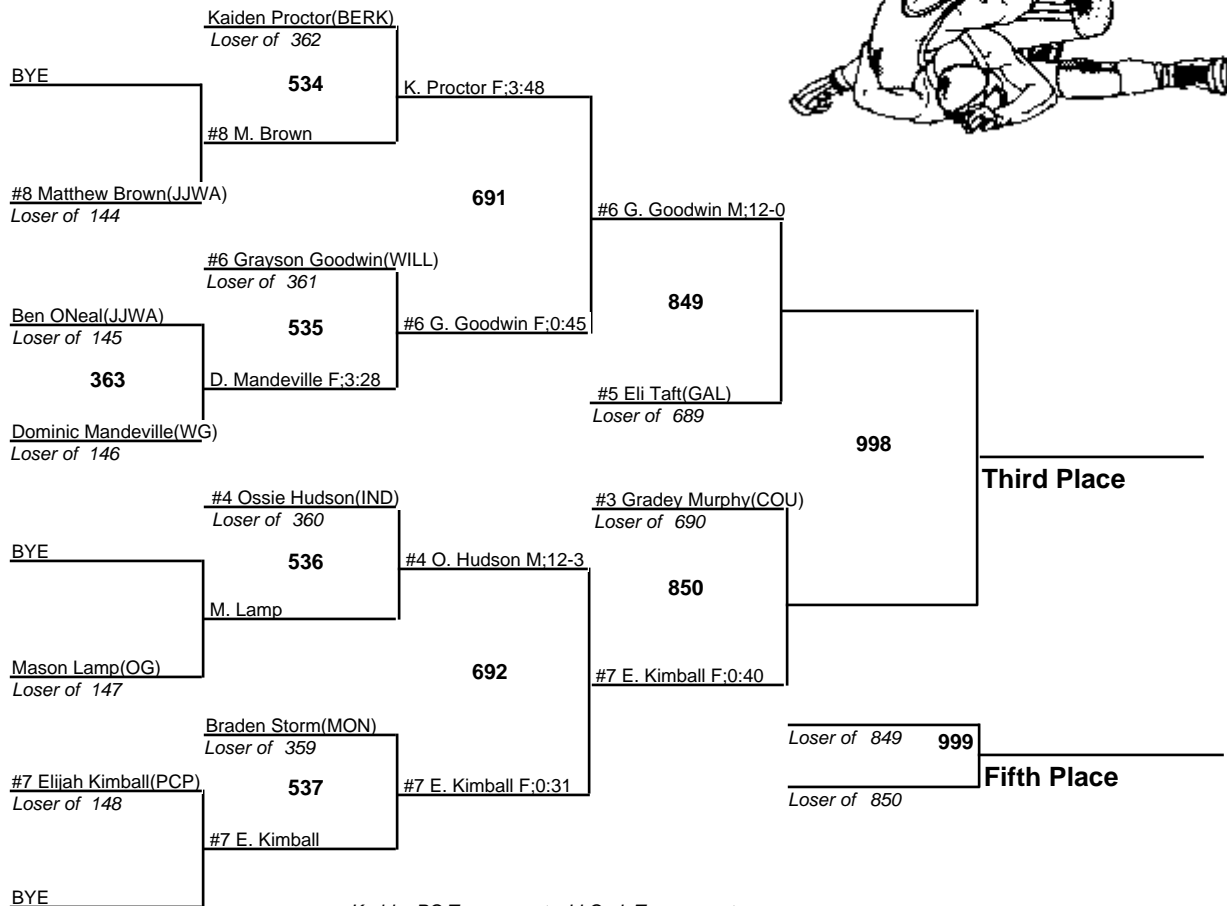 Kaiden Proctor(BERK)
Loser of 362
BYE
534
K. Proctor F;3:48
#8 M. Brown
#8 Matthew Brown(JJWA)
Loser of 144
691
#6 G. Goodwin M;12-0
#6 Grayson Goodwin(WILL)
Loser of 361
849
Ben ONeal(JJWA)
Loser of 145
535
#6 G. Goodwin F;0:45
363
D. Mandeville F;3:28
#5 Eli Taft(GAL)
Loser of 689
Dominic Mandeville(WG)
Loser of 146
998
Third Place
#4 Ossie Hudson(IND)
Loser of 360
#3 Gradey Murphy(COU)
Loser of 690
BYE
536
#4 O. Hudson M;12-3
850
M. Lamp
Mason Lamp(OG)
Loser of 147
692
#7 E. Kimball F;0:40
Braden Storm(MON)
Loser of 359
Loser of 849
999
Fifth Place
#7 Elijah Kimball(PCP)
Loser of 148
537
#7 E. Kimball F;0:31
Loser of 850
#7 E. Kimball
BYE